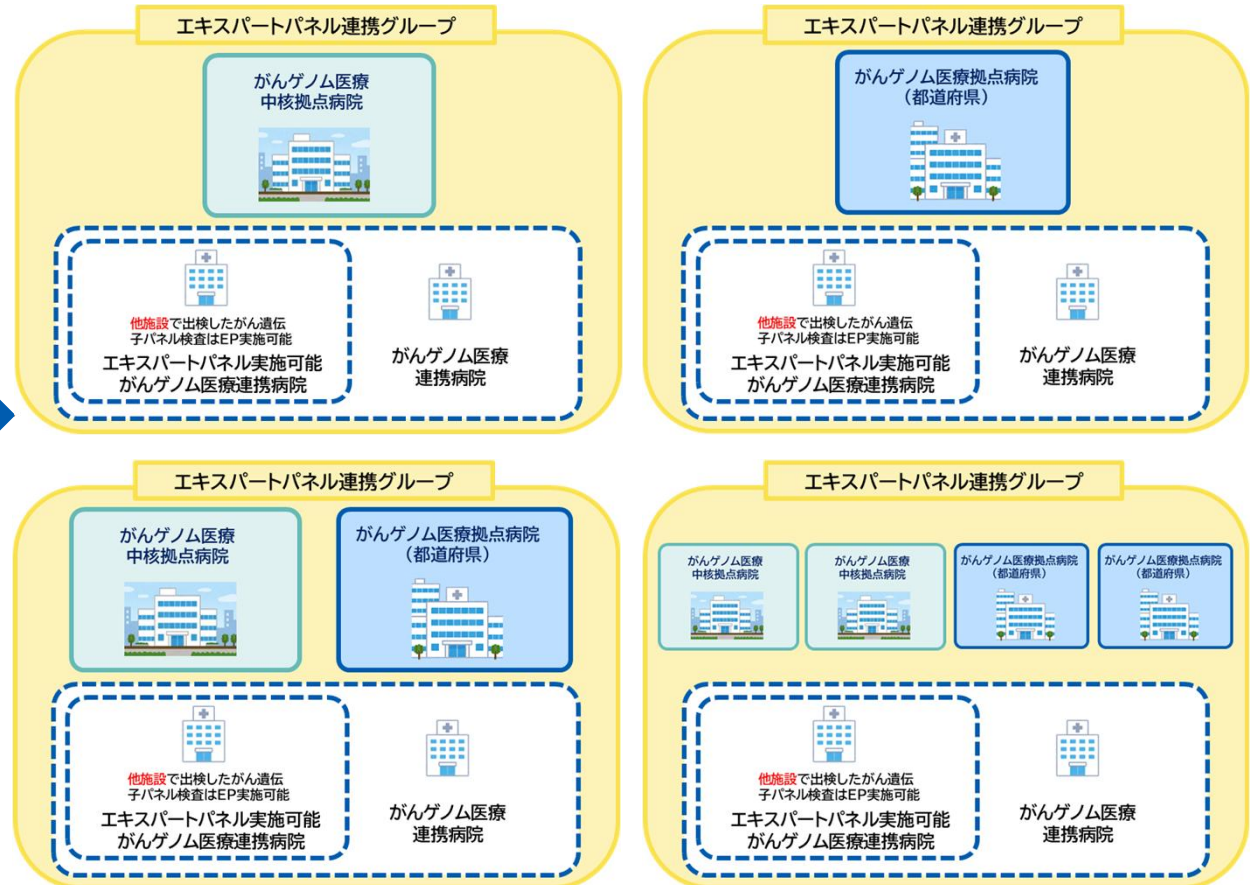 エキスパートパネル連携グループ
がんゲノム医療
中核拠点病院
他施設で出検したがん遺伝
子パネル検査はEP実施可能
エキスパートパネル実施可能
がんゲノム医療連携病院
がんゲノム医療
連携病院
エキスパートパネル連携グループ
がんゲノム医療拠点病院
（都道府県）
他施設で出検したがん遺伝
子パネル検査はEP実施可能
エキスパートパネル実施可能
がんゲノム医療連携病院
がんゲノム医療
連携病院
エキスパートパネル連携グループ
がんゲノム医療
中核拠点病院
がんゲノム医療拠点病院
（都道府県）
他施設で出検したがん遺伝
子パネル検査はEP実施可能
エキスパートパネル実施可能
がんゲノム医療連携病院
がんゲノム医療
連携病院
エキスパートパネル連携グループ
がんゲノム医療
中核拠点病院
がんゲノム医療
中核拠点病院
がんゲノム医療拠点病院
（都道府県）
がんゲノム医療拠点病院
（都道府県）
他施設で出検したがん遺伝
子パネル検査はEP実施可能
エキスパートパネル実施可能
がんゲノム医療連携病院
がんゲノム医療
連携病院